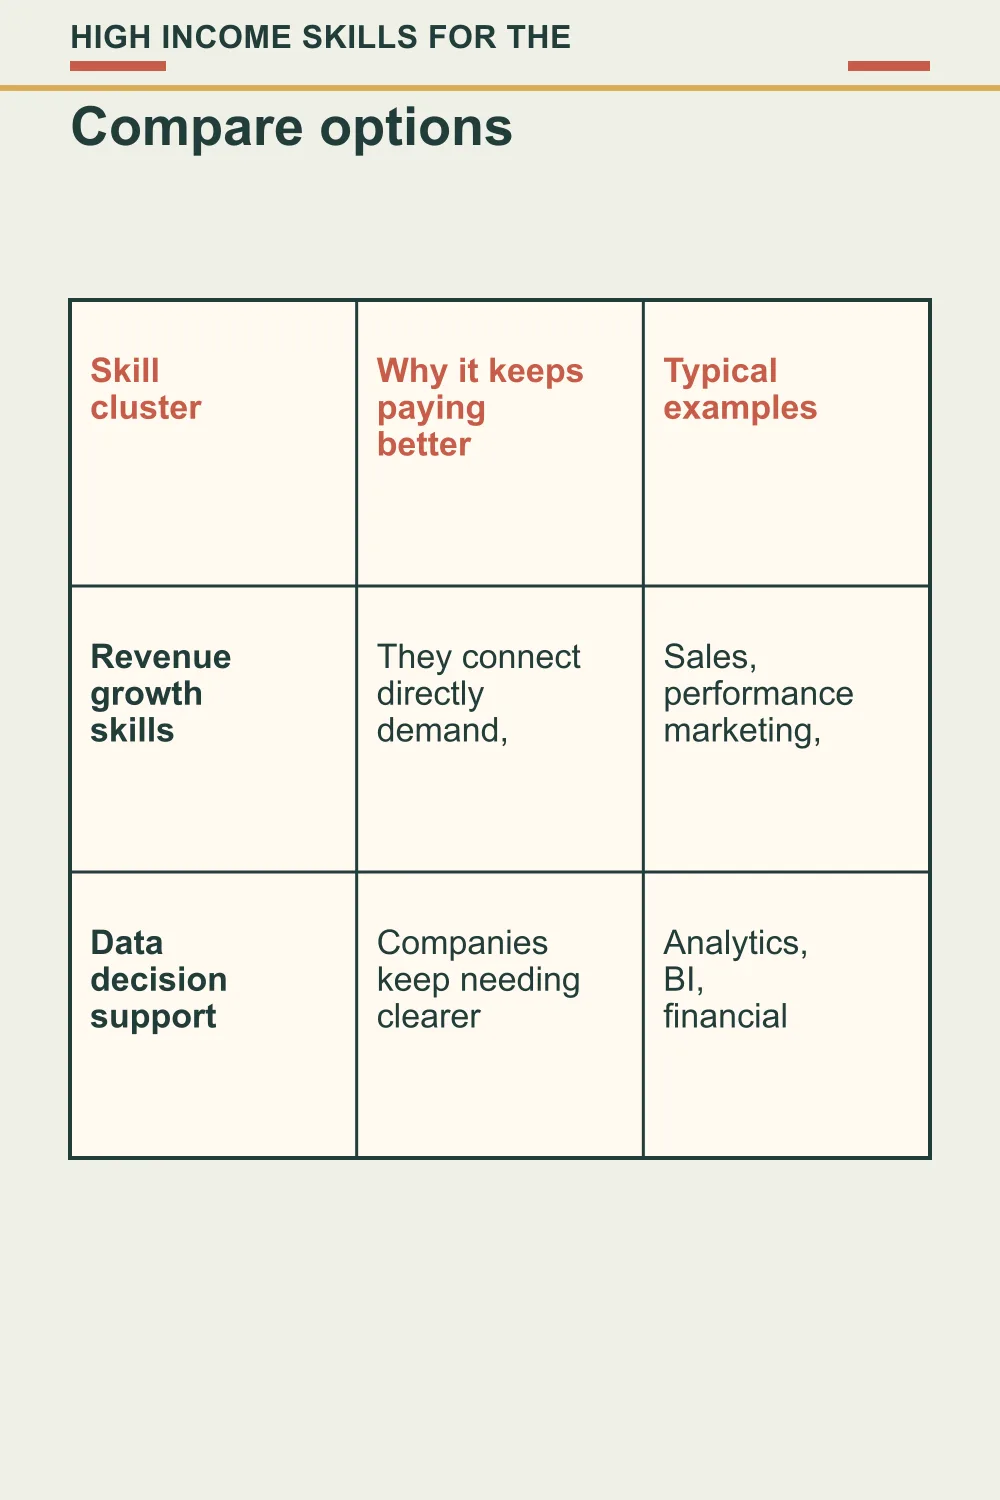 HIGH INCOME SKILLS FOR THE
Compare options
Skill
cluster
Why it keeps
paying
better
Typical
examples
Revenue
growth
skills
They connect
directly
demand,
Sales,
performance
marketing,
Data
decision
support
Companies
keep needing
clearer
Analytics,
BI,
financial